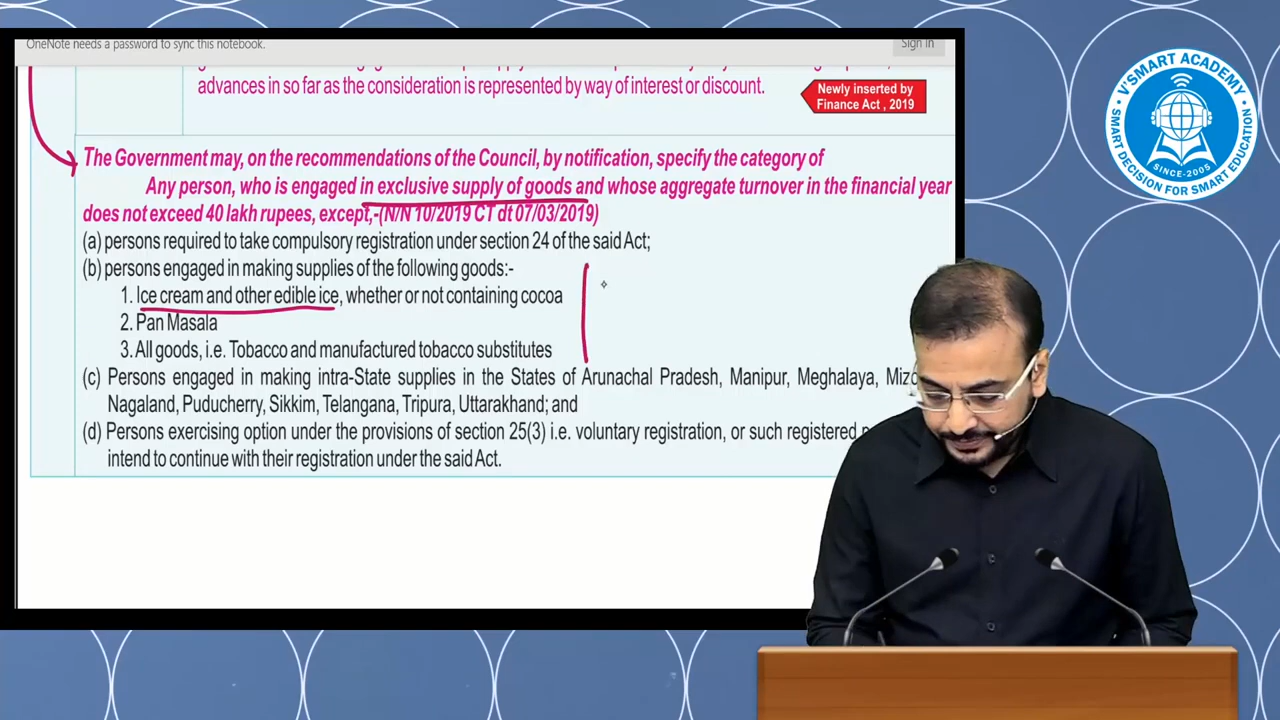 OneNote needs a password to sync this notebook.
Sign in
advances in so far as the consideration is represented by way of interest or discount.
Newly inserted by
Finance Act , 2019
The Government may, on the recommendations of the Council, by notification, specify the category of
Any person, who is engaged in exclusive supply of goods and whose aggregate turnover in the financial year
does not exceed 40 lakh rupees, except,-(N/N 10/2019 CT dt 07/03/2019)
(a) persons required to take compulsory registration under section 24 of the said Act;
(b) persons engaged in making supplies of the following goods:-
1. Ice cream and other edible ice, whether or not containing cocoa
2. Pan Masala
3. All goods, i.e. Tobacco and manufactured tobacco substitutes
(c) Persons engaged in making intra-State supplies in the States of Arunachal Pradesh, Manipur, Meghalaya,
Nagaland, Puducherry, Sikkim, Telangana, Tripura, Uttarakhand; and
(d) Persons exercising option under the provisions of section 25(3) i.e. voluntary registration, or such registered
intend to continue with their registration under the said Act.
V'SMART ACADEMY
SINCE-2005
SMART DECISION FOR SMART EDUCATION